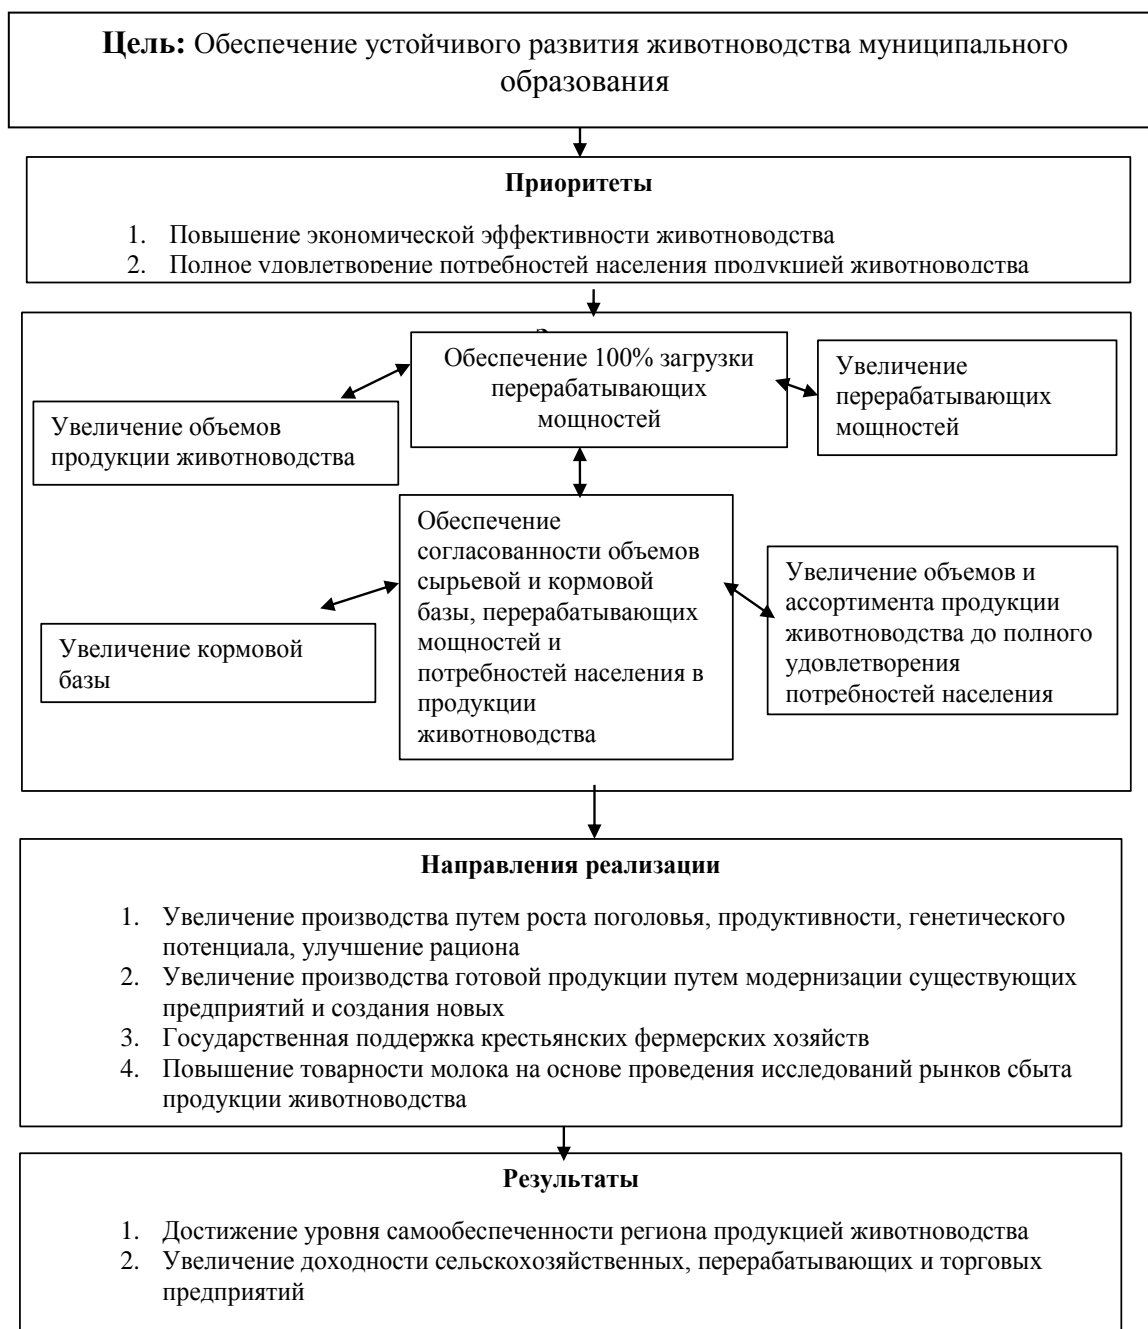 Цель: Обеспечение устойчивого развития животноводства муниципального
образования
Приоритеты
1. Повышение экономической эффективности животноводства
2. Полное удовлетворение потребностей населения продукцией животноводства
Обеспечение 100% загрузки
перерабатывающих
мощностей
Увеличение
перерабатывающих
мощностей
Увеличение объемов
продукции животноводства
Обеспечение
согласованности объемов
сырьевой и кормовой
базы, перерабатывающих
мощностей и
потребностей населения в
продукции
животноводства
Увеличение кормовой
базы
Увеличение объемов и
ассортимента продукции
животноводства до полного
удовлетворения
потребностей населения
Направления реализации
1. Увеличение производства путем роста поголовья, продуктивности, генетического
потенциала, улучшение рациона
2. Увеличение производства готовой продукции путем модернизации существующих
предприятий и создания новых
3. Государственная поддержка крестьянских фермерских хозяйств
4. Повышение товарности молока на основе проведения исследований рынков сбыта
продукции животноводства
Результаты
1. Достижение уровня самообеспеченности региона продукцией животноводства
2. Увеличение доходности сельскохозяйственных, перерабатывающих и торговых
предприятий